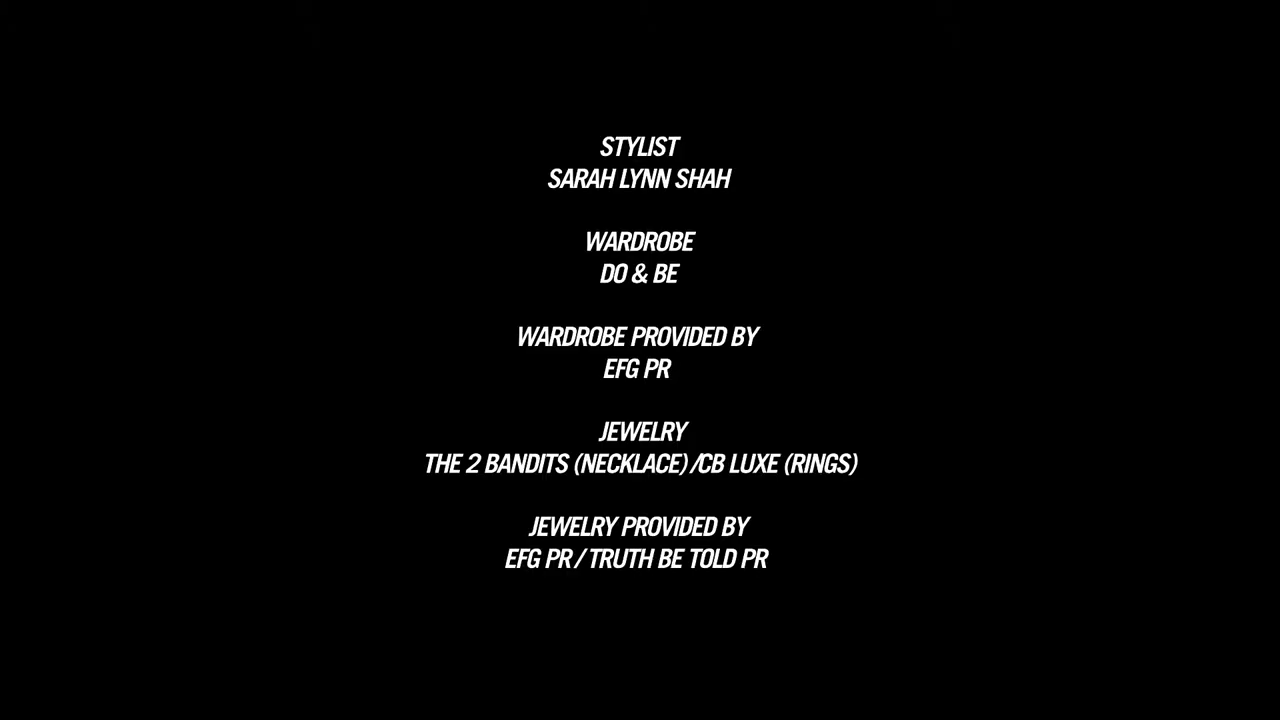 STYLIST
SARAH LYNN SHAH
WARDROBE
DO & BE
WARDROBE PROVIDED BY
EFG PR
JEWELRY
THE 2 BANDITS (NECKLACE)/CB LUXE (RINGS)
JEWELRY PROVIDED BY
EFG PR / TRUTH BE TOLD PR